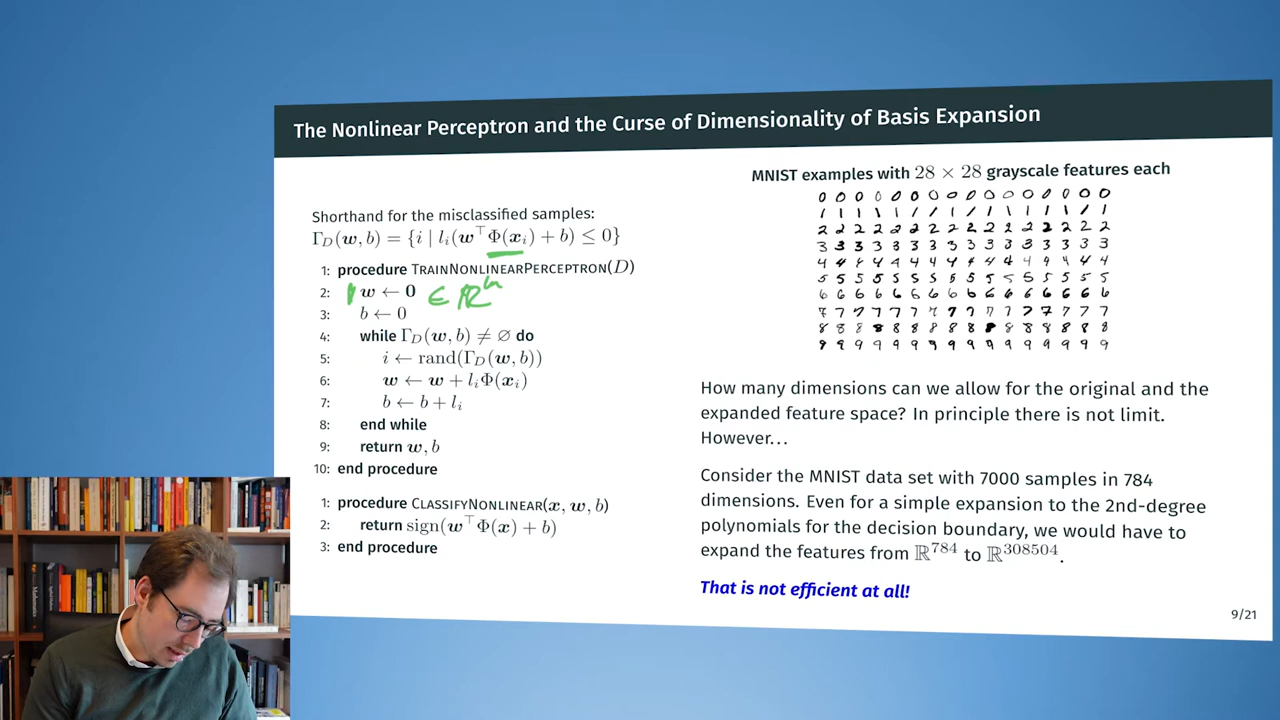 The Nonlinear Perceptron and the Curse of Dimensionality of Basis Expansion
Shorthand for the misclassified samples:
Γ_D(w, b) = {i | l_i(w^⊤Φ(x_i) + b) ≤ 0}
1: procedure TRAINNONLINEARPERCEPTRON(D)
2: w ← 0 ∈ ℝ^n
3: b ← 0
4: while Γ_D(w, b) ≠ ∅ do
5: i ← rand(Γ_D(w, b))
6: w ← w + l_iΦ(x_i)
7: b ← b + l_i
8: end while
9: return w, b
10: end procedure
1: procedure CLASSIFYNONLINEAR(x, w, b)
2: return sign(w^⊤Φ(x) + b)
3: end procedure
MNIST examples with 28 × 28 grayscale features each
0 0 0 0 0 0 0 0 0 0 0 0 0 0 0 0
1 1 1 1 1 1 1 1 1 1 1 1 1 1 1 1
2 2 2 2 2 2 2 2 2 2 2 2 2 2 2 2
3 3 3 3 3 3 3 3 3 3 3 3 3 3 3 3
4 4 4 4 4 4 4 4 4 4 4 4 4 4 4 4
5 5 5 5 5 5 5 5 5 5 5 5 5 5 5 5
6 6 6 6 6 6 6 6 6 6 6 6 6 6 6 6
7 7 7 7 7 7 7 7 7 7 7 7 7 7 7 7
8 8 8 8 8 8 8 8 8 8 8 8 8 8 8 8
9 9 9 9 9 9 9 9 9 9 9 9 9 9 9 9
How many dimensions can we allow for the original and the
expanded feature space? In principle there is not limit.
However...
Consider the MNIST data set with 7000 samples in 784
dimensions. Even for a simple expansion to the 2nd-degree
polynomials for the decision boundary, we would have to
expand the features from ℝ^784 to ℝ^308504.
That is not efficient at all!
9/21